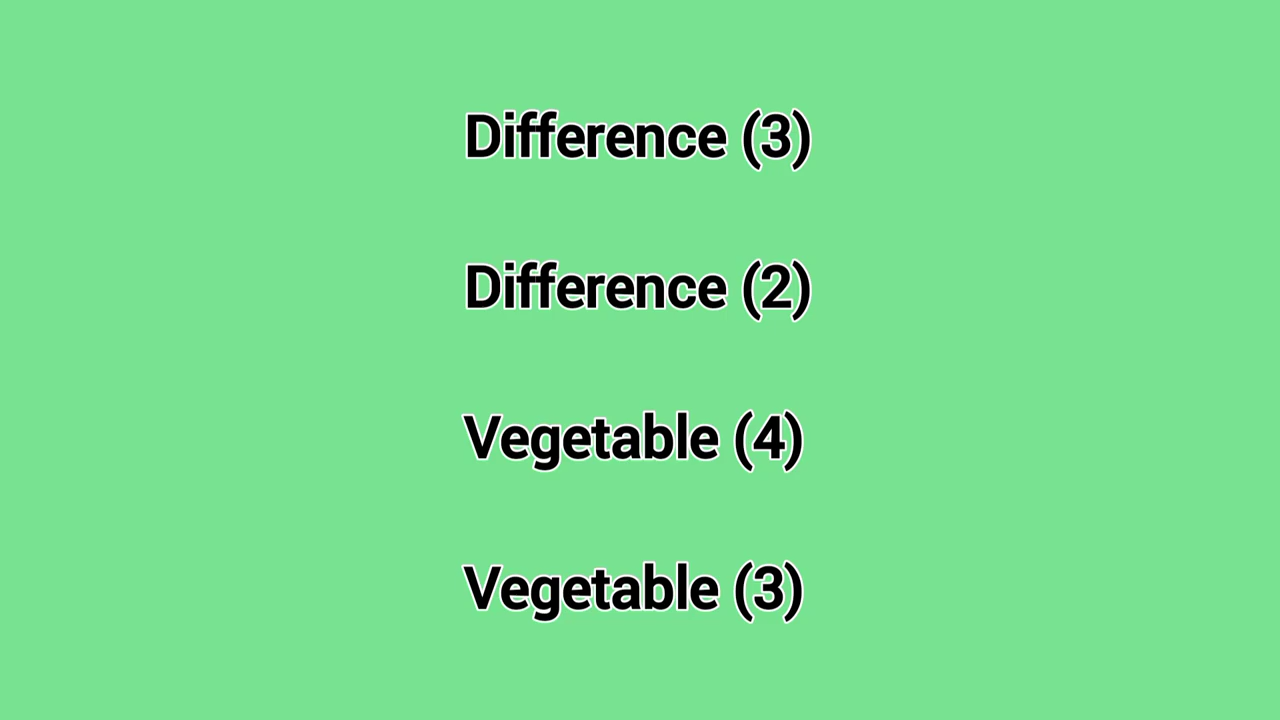 Difference (3)
Difference (2)
Vegetable (4)
Vegetable (3)